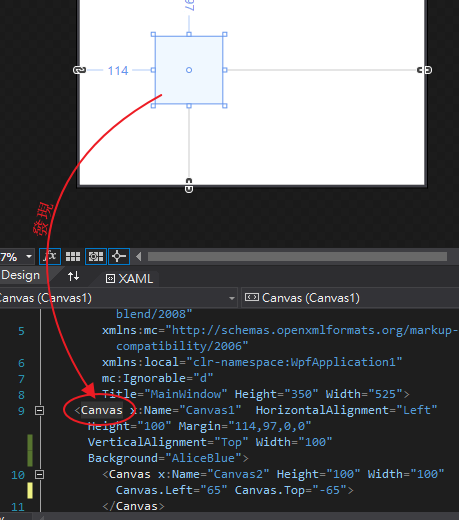 97
114
發現
7%
fx
Design
XAML
Canvas (Canvas1)
Canvas (Canvas1)
blend/2008"
5 xmlns:mc="http://schemas.openxmlformats.org/markup-
compatibility/2006"
6 xmlns:local="clr-namespace:WpfApplication1"
7 mc:Ignorable="d"
8 Title="MainWindow" Height="350" Width="525">
9 <Canvas x:Name="Canvas1" HorizontalAlignment="Left"
Height="100" Margin="114,97,0,0"
VerticalAlignment="Top" Width="100"
Background="AliceBlue">
10 <Canvas x:Name="Canvas2" Height="100" Width="100"
Canvas.Left="65" Canvas.Top="-65">
11 </Canvas>